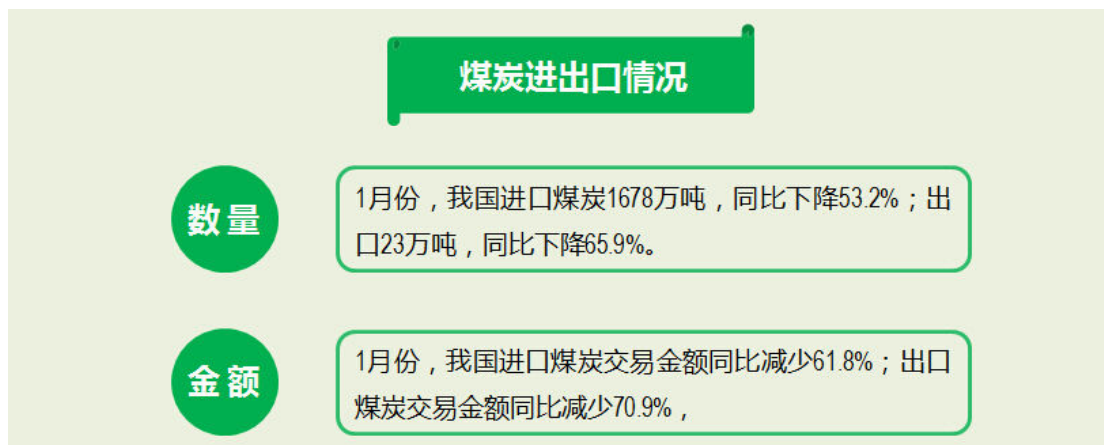 煤炭进出口情况
数量
1月份，我国进口煤炭1678万吨，同比下降53.2%；出
口23万吨，同比下降65.9%。
金额
1月份，我国进口煤炭交易金额同比减少61.8%；出口
煤炭交易金额同比减少70.9%，